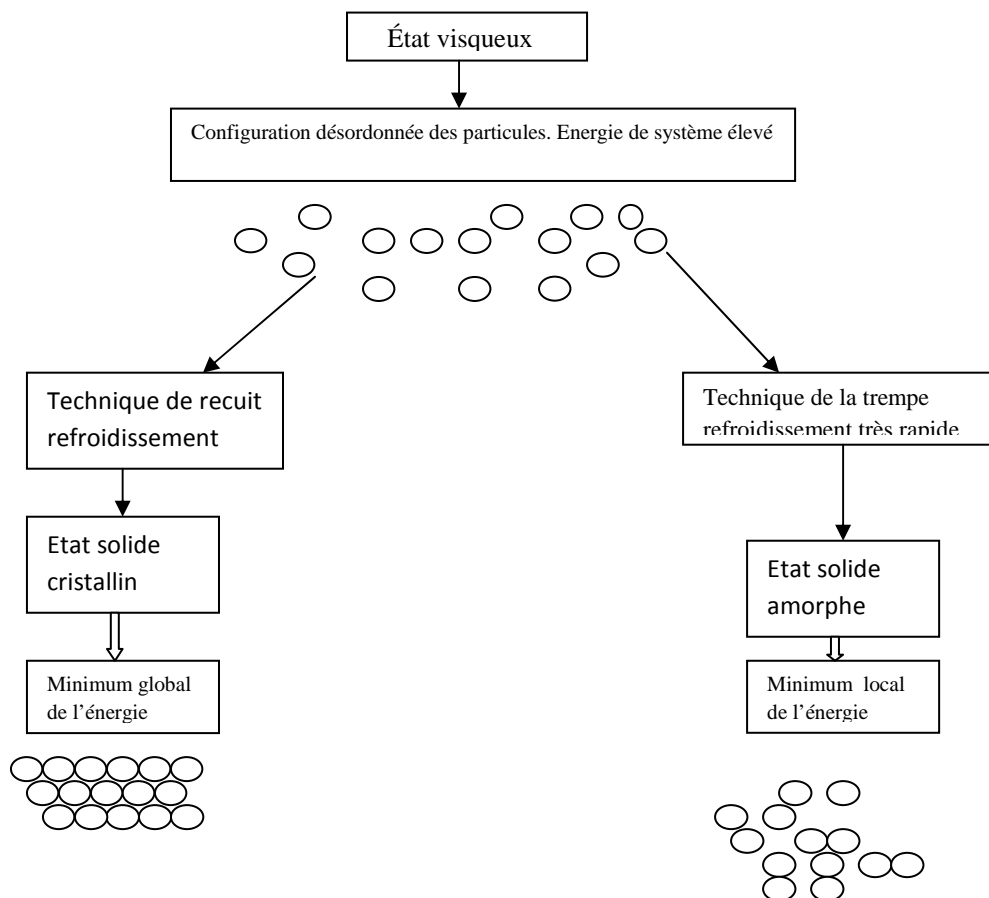 État visqueux
Configuration désordonnée des particules. Energie de système élevé
Technique de recuit
refroidissement
Technique de la trempe
refroidissement très rapide
Etat solide
cristallin
Etat solide
amorphe
Minimum global
de l’énergie
Minimum local
de l’énergie